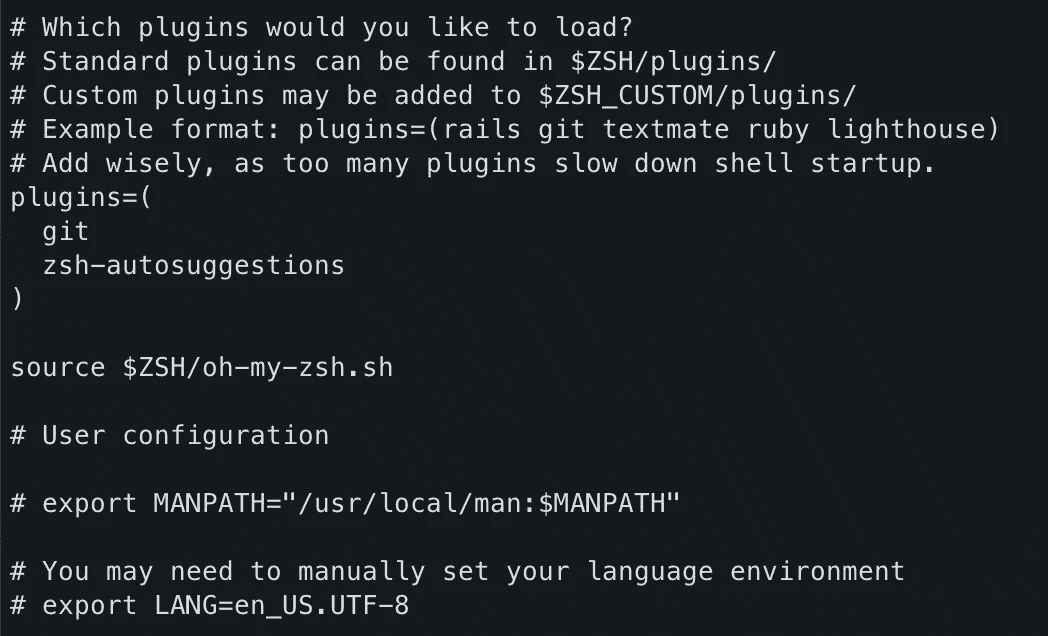 # Which plugins would you like to load?
# Standard plugins can be found in $ZSH/plugins/
# Custom plugins may be added to $ZSH_CUSTOM/plugins/
# Example format: plugins=(rails git textmate ruby lighthouse)
# Add wisely, as too many plugins slow down shell startup.
plugins=(
  git
  zsh-autosuggestions
)

source $ZSH/oh-my-zsh.sh

# User configuration

# export MANPATH="/usr/local/man:$MANPATH"

# You may need to manually set your language environment
# export LANG=en_US.UTF-8